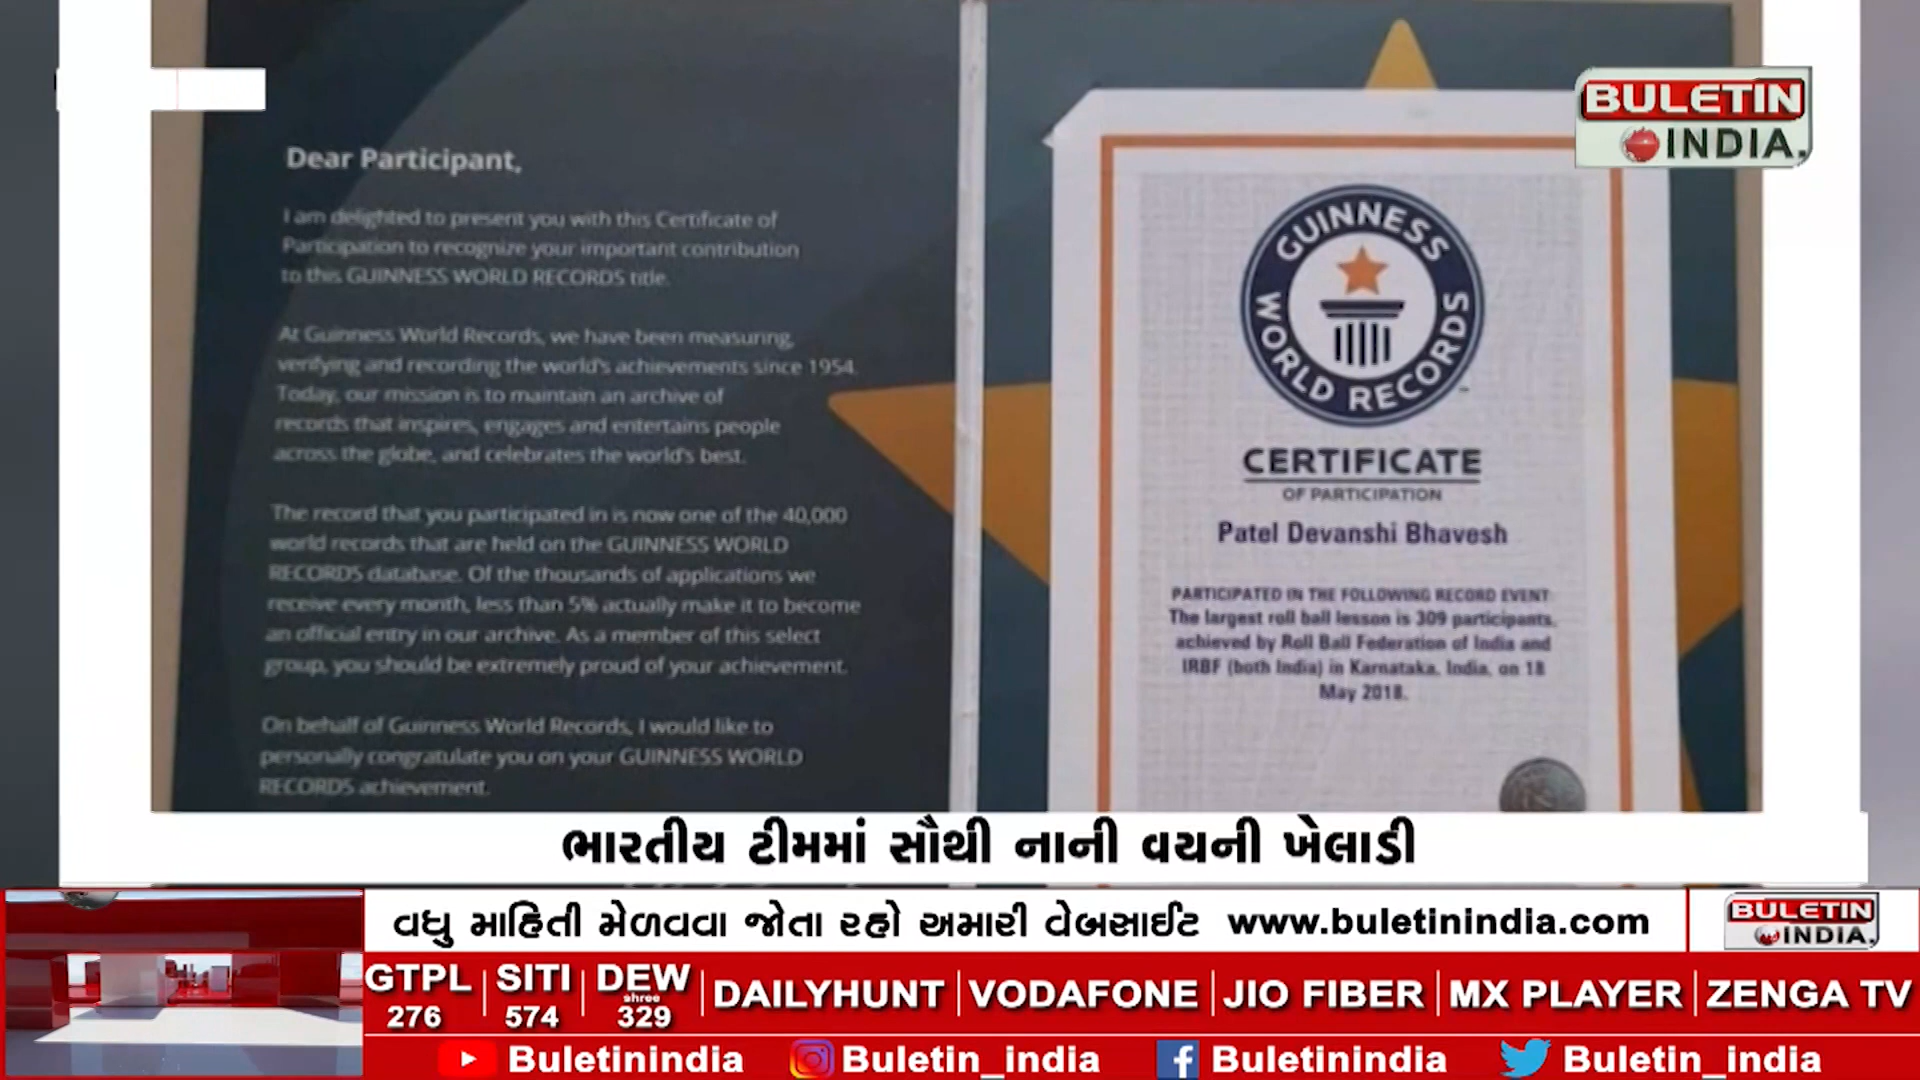 BULETIN
INDIA.
Dear Participant,
I am delighted to present you with this Certificate of
Participation to recognize your important contribution
to this GUINNESS WORLD RECORDS title.
At Guinness World Records, we have been measuring,
verifying and recording the world's achievements since 1954.
Today, our mission is to maintain an archive of
records that inspires, engages and entertains people
across the globe, and celebrates the world's best.
The record that you participated in is now one of the 40,000
world records that are held on the GUINNESS WORLD
RECORDS database. Of the thousands of applications we
receive every month, less than 5% actually make it to become
an official entry in our archive. As a member of this select
group, you should be extremely proud of your achievement.
On behalf of Guinness World Records, I would like to
personally congratulate you on your GUINNESS WORLD
RECORDS achievement.
GUINNESS
WORLD RECORDS
CERTIFICATE
OF PARTICIPATION
Patel Devanshi Bhavesh
PARTICIPATED IN THE FOLLOWING RECORD EVENT
The largest roll ball lesson is 309 participants,
achieved by Roll Ball Federation of India and
IRBF (both India) in Karnataka, India, on 18
May 2018.
ભારતીય ટીમમાં સૌથી નાની વયની ખેલાડી
વધુ માહિતી મેળવવા જોતા રહો અમારી વેબસાઈટ www.buletinindia.com
BULETIN
INDIA.
GTPL 276 | SITI 574 | DEW shree 329 | DAILYHUNT | VODAFONE | JIO FIBER | MX PLAYER | ZENGA TV
Buletinindia Buletin_india Buletinindia Buletin_india